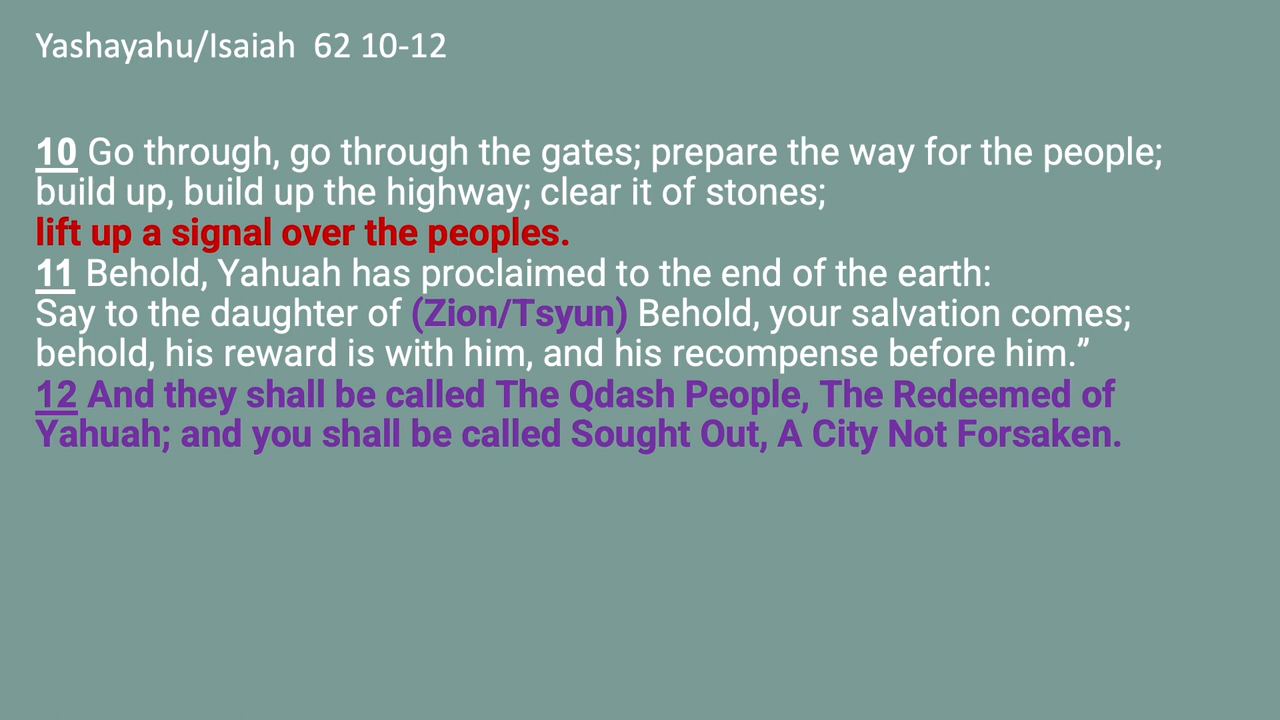 Yashayahu/Isaiah  62 10-12
10 Go through, go through the gates; prepare the way for the people;
build up, build up the highway; clear it of stones;
lift up a signal over the peoples.
11 Behold, Yahuah has proclaimed to the end of the earth:
Say to the daughter of (Zion/Tsyun) Behold, your salvation comes;
behold, his reward is with him, and his recompense before him.”
12 And they shall be called The Qdash People, The Redeemed of
Yahuah; and you shall be called Sought Out, A City Not Forsaken.